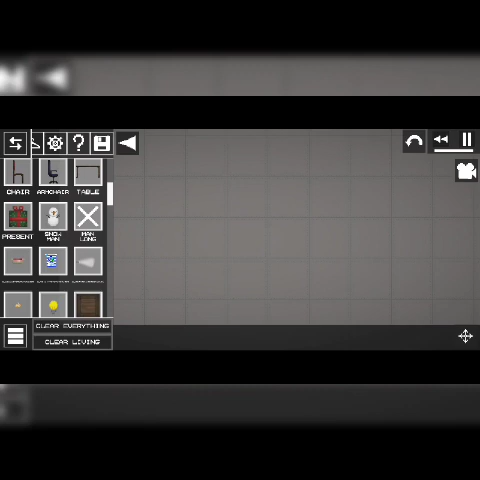 ?
CHAIR ARMCHAIR TABLE
PRESENT SNOW MAN MAN LONG
CLEAR EVERYTHING
CLEAR LIVING